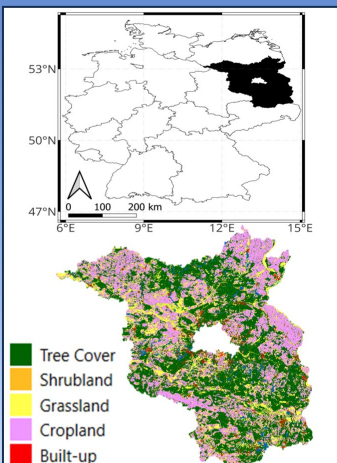 53°N
50°N
0 100 200 km
47°N
6°E 9°E 12°E 15°E
Tree Cover
Shrubland
Grassland
Cropland
Built-up